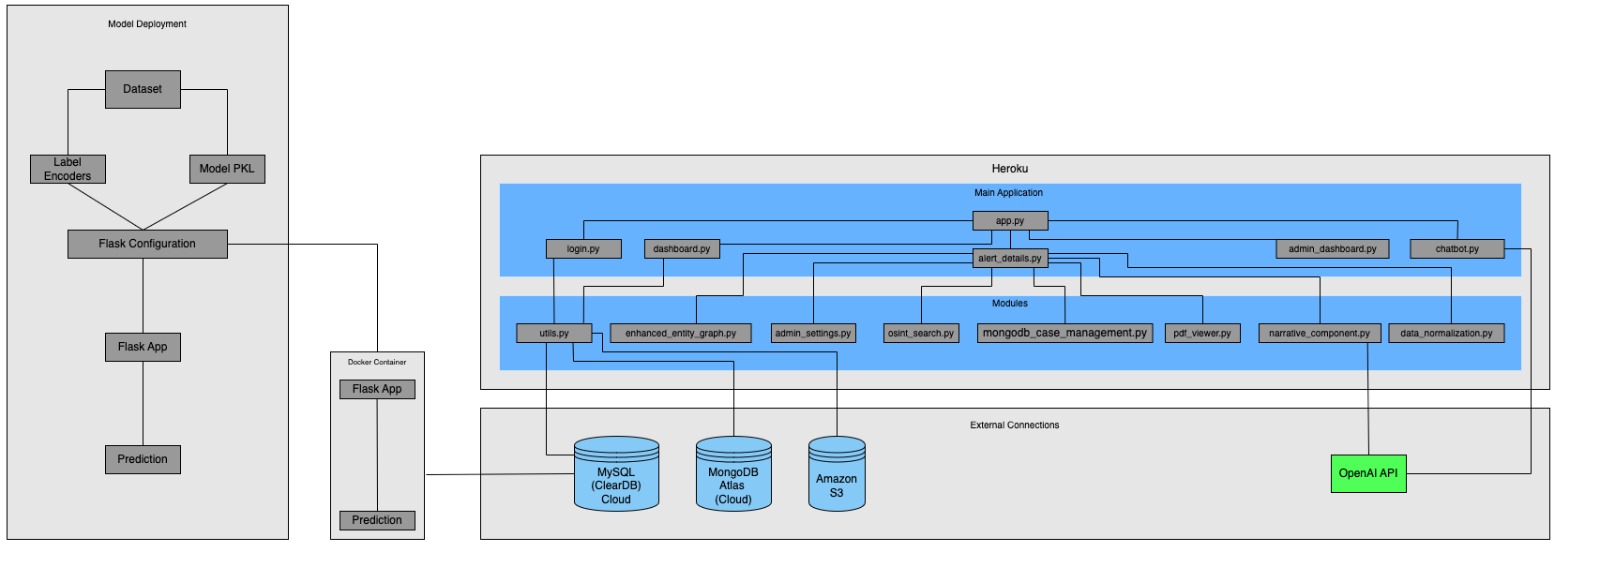 Model Deployment
Dataset
Label
Encoders
Model PKL
Flask Configuration
Flask App
Prediction
Docker Container
Flask App
Prediction
Heroku
Main Application
app.py
login.py
dashboard.py
alert_details.py
admin_dashboard.py
chatbot.py
Modules
utils.py
enhanced_entity_graph.py
admin_settings.py
osint_search.py
mongodb_case_management.py
pdf_viewer.py
narrative_component.py
data_normalization.py
External Connections
MySQL
(ClearDB)
Cloud
MongoDB
Atlas
(Cloud)
Amazon
S3
OpenAI API